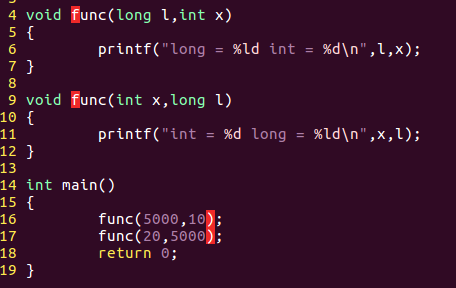 4 void func(long l,int x)
5 {
6 printf("long = %ld int = %d\n",l,x);
7 }
8
9 void func(int x,long l)
10 {
11 printf("int = %d long = %ld\n",x,l);
12 }
13
14 int main()
15 {
16 func(5000,10);
17 func(20,5000);
18 return 0;
19 }